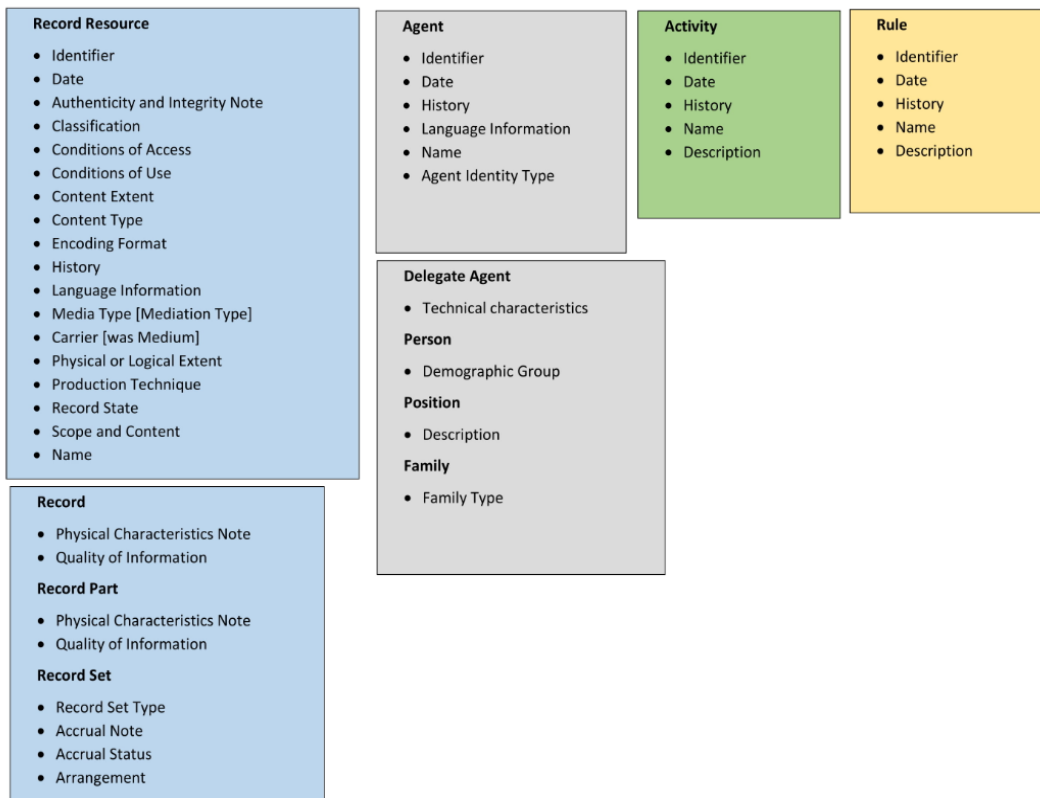 Record Resource
• Identifier
• Date
• Authenticity and Integrity Note
• Classification
• Conditions of Access
• Conditions of Use
• Content Extent
• Content Type
• Encoding Format
• History
• Language Information
• Media Type [Mediation Type]
• Carrier [was Medium]
• Physical or Logical Extent
• Production Technique
• Record State
• Scope and Content
• Name
Record
• Physical Characteristics Note
• Quality of Information
Record Part
• Physical Characteristics Note
• Quality of Information
Record Set
• Record Set Type
• Accrual Note
• Accrual Status
• Arrangement
Agent
• Identifier
• Date
• History
• Language Information
• Name
• Agent Identity Type
Delegate Agent
• Technical characteristics
Person
• Demographic Group
Position
• Description
Family
• Family Type
Activity
• Identifier
• Date
• History
• Name
• Description
Rule
• Identifier
• Date
• History
• Name
• Description